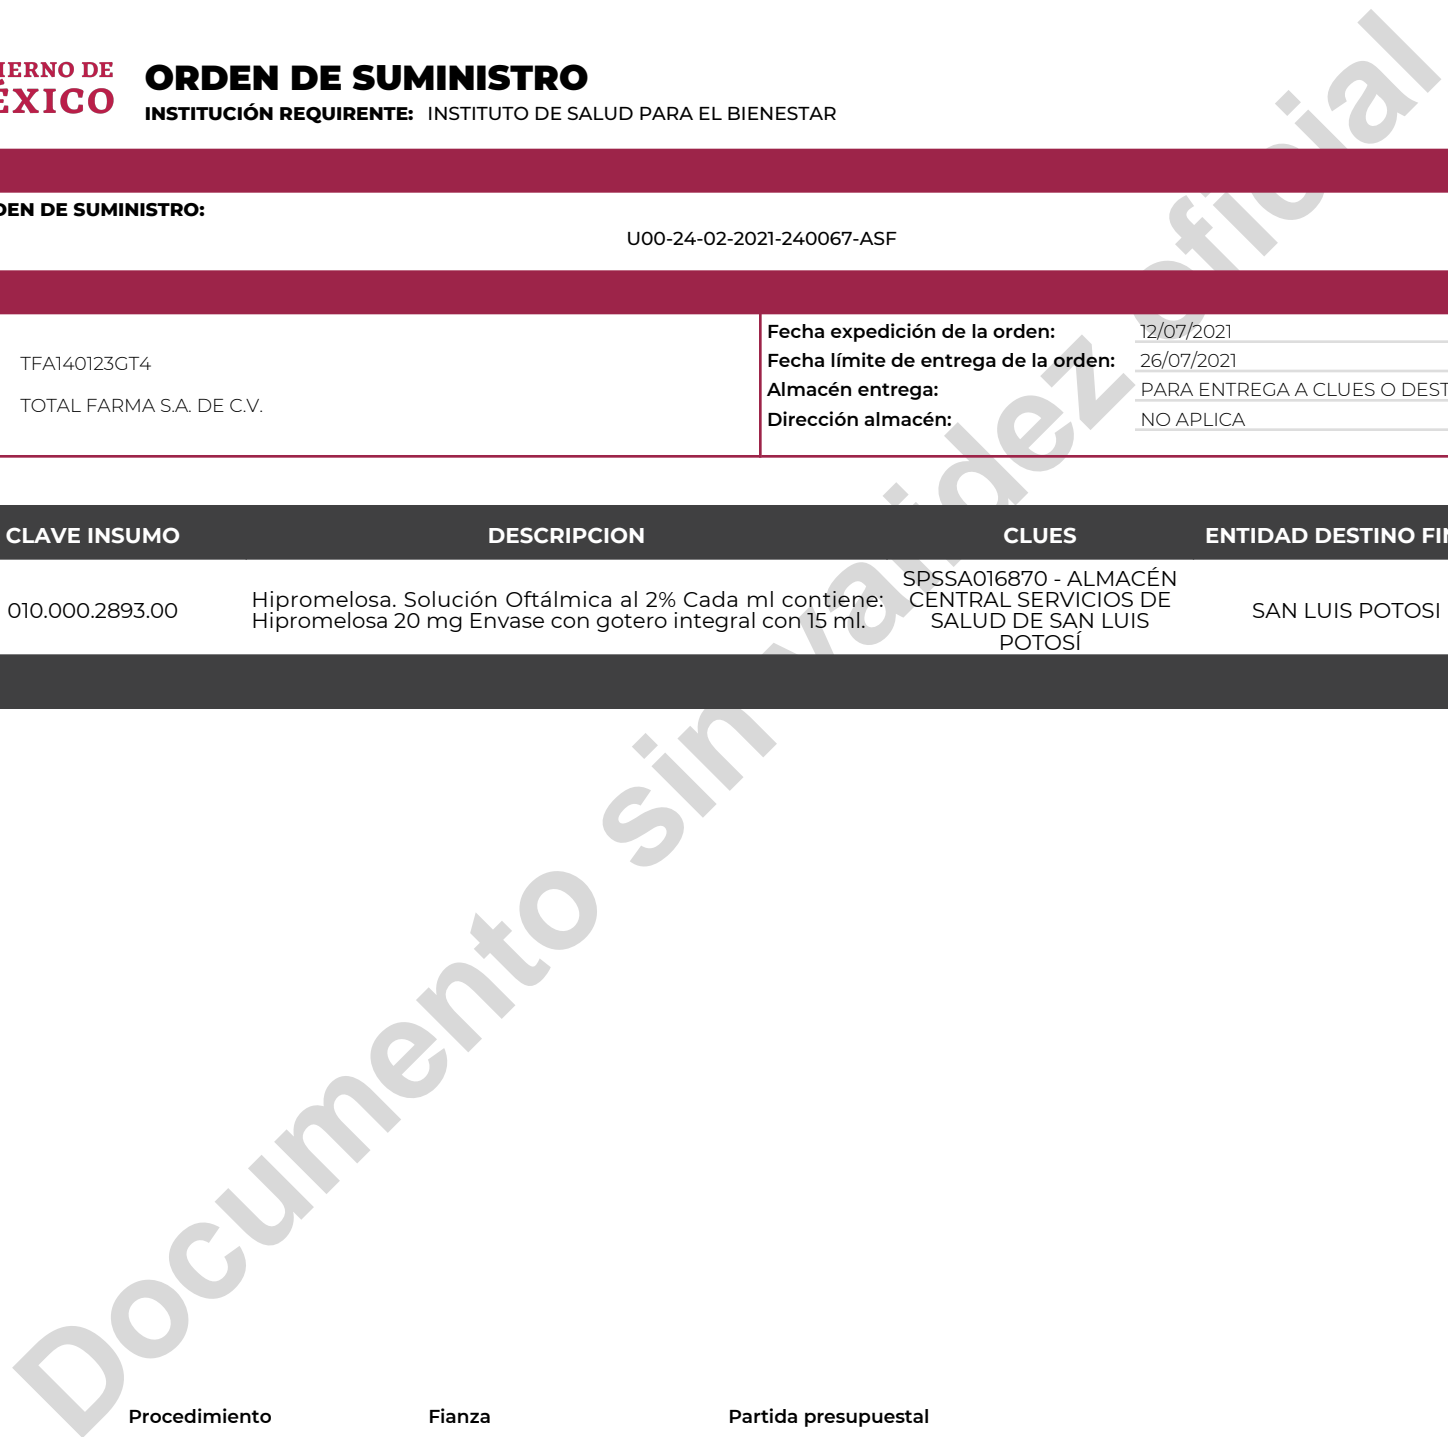 IERNO DE
ÉXICO
ORDEN DE SUMINISTRO
INSTITUCIÓN REQUIRENTE: INSTITUTO DE SALUD PARA EL BIENESTAR
DEN DE SUMINISTRO:
U00-24-02-2021-240067-ASF
TFA140123GT4
TOTAL FARMA S.A. DE C.V.
Fecha expedición de la orden: 12/07/2021
Fecha límite de entrega de la orden: 26/07/2021
Almacén entrega: PARA ENTREGA A CLUES O DEST
Dirección almacén: NO APLICA
CLAVE INSUMO DESCRIPCION CLUES ENTIDAD DESTINO FIN
010.000.2893.00
Hipromelosa. Solución Oftálmica al 2% Cada ml contiene:
Hipromelosa 20 mg Envase con gotero integral con 15 ml.
SPSSA016870 - ALMACÉN
CENTRAL SERVICIOS DE
SALUD DE SAN LUIS
POTOSÍ
SAN LUIS POTOSI
Documento sin validez oficial
Procedimiento Fianza Partida presupuestal